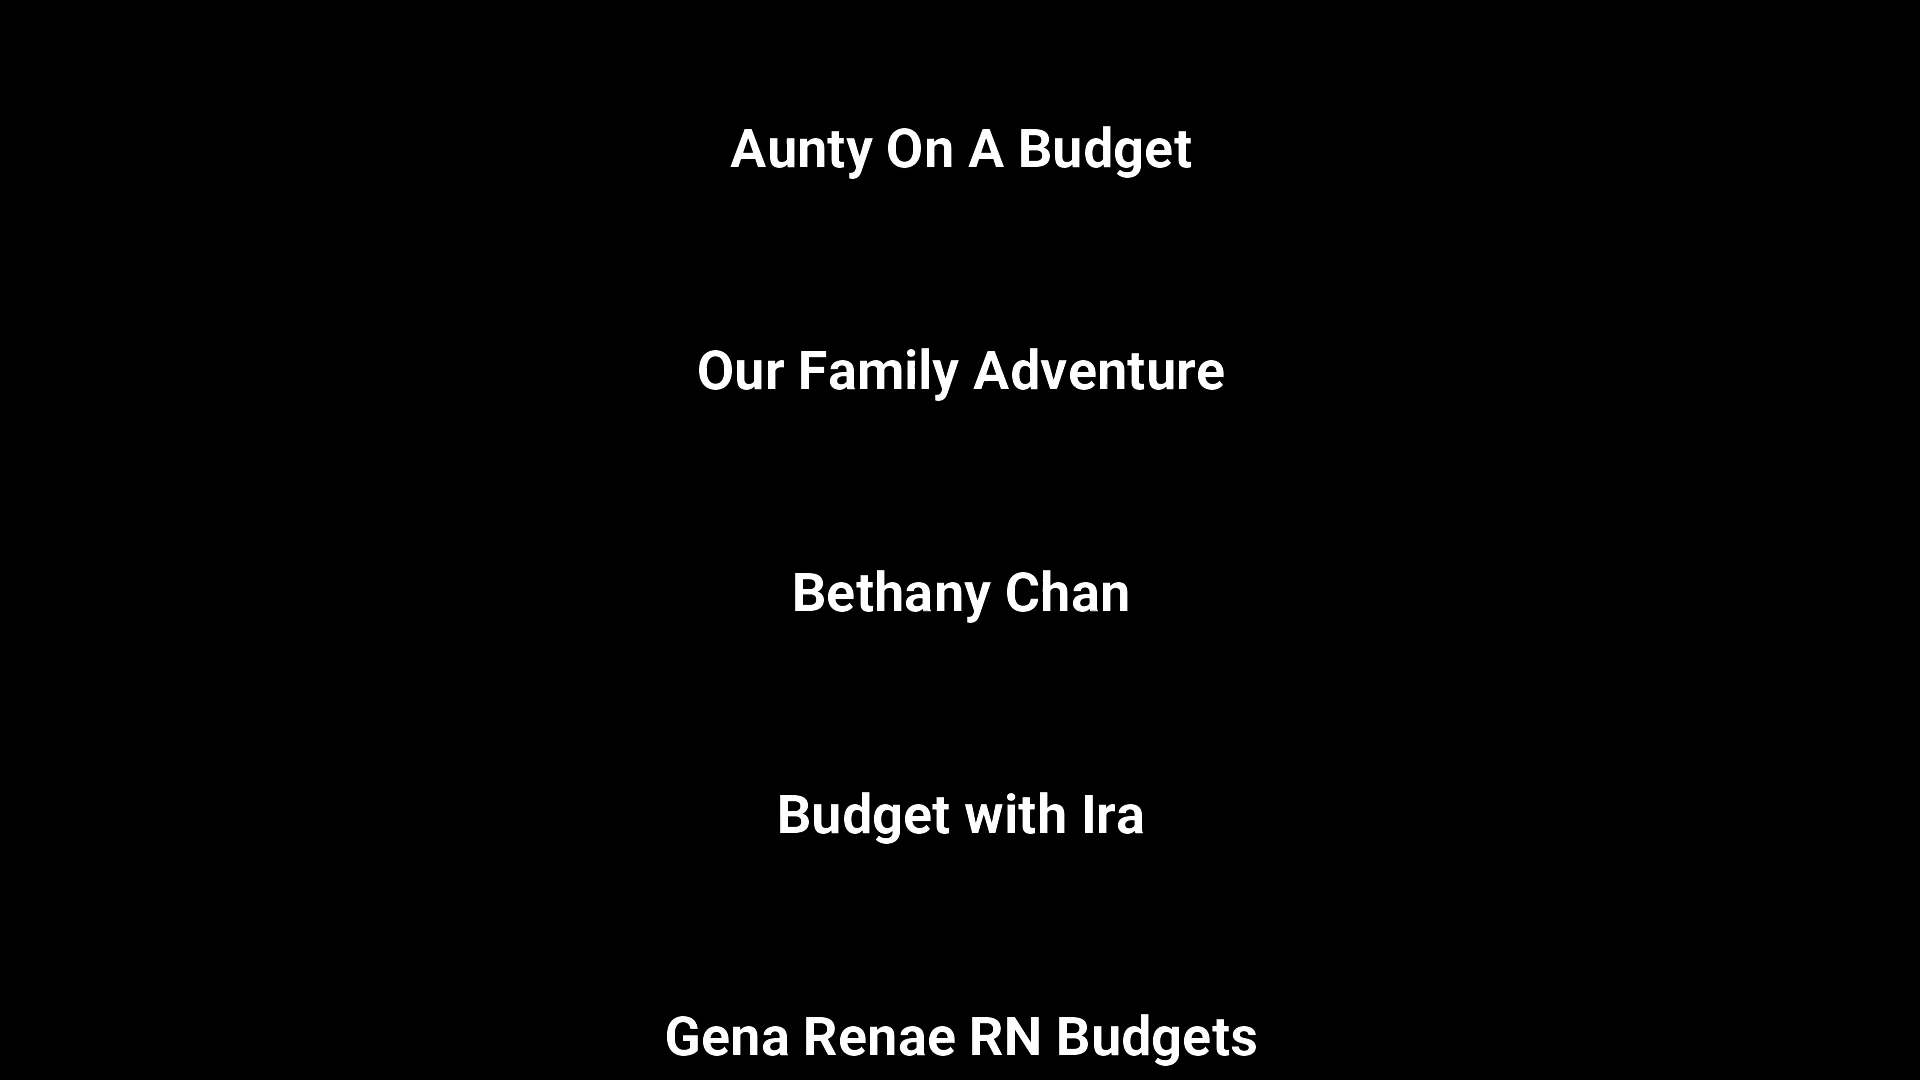 Aunty On A Budget
Our Family Adventure
Bethany Chan
Budget with Ira
Gena Renae RN Budgets